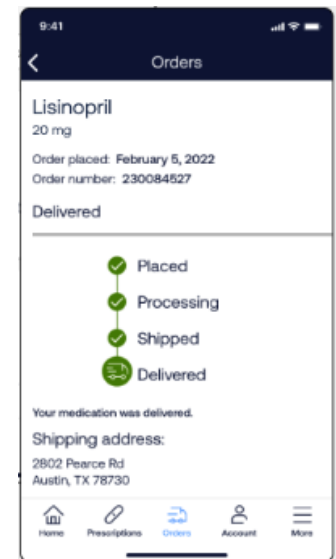 9:41
Orders
Lisinopril
20 mg
Order placed: February 5, 2022
Order number: 230084527
Delivered
Placed
Processing
Shipped
Delivered
Your medication was delivered.
Shipping address:
2802 Pearce Rd
Austin, TX 78730
Home Prescriptions Orders Account More